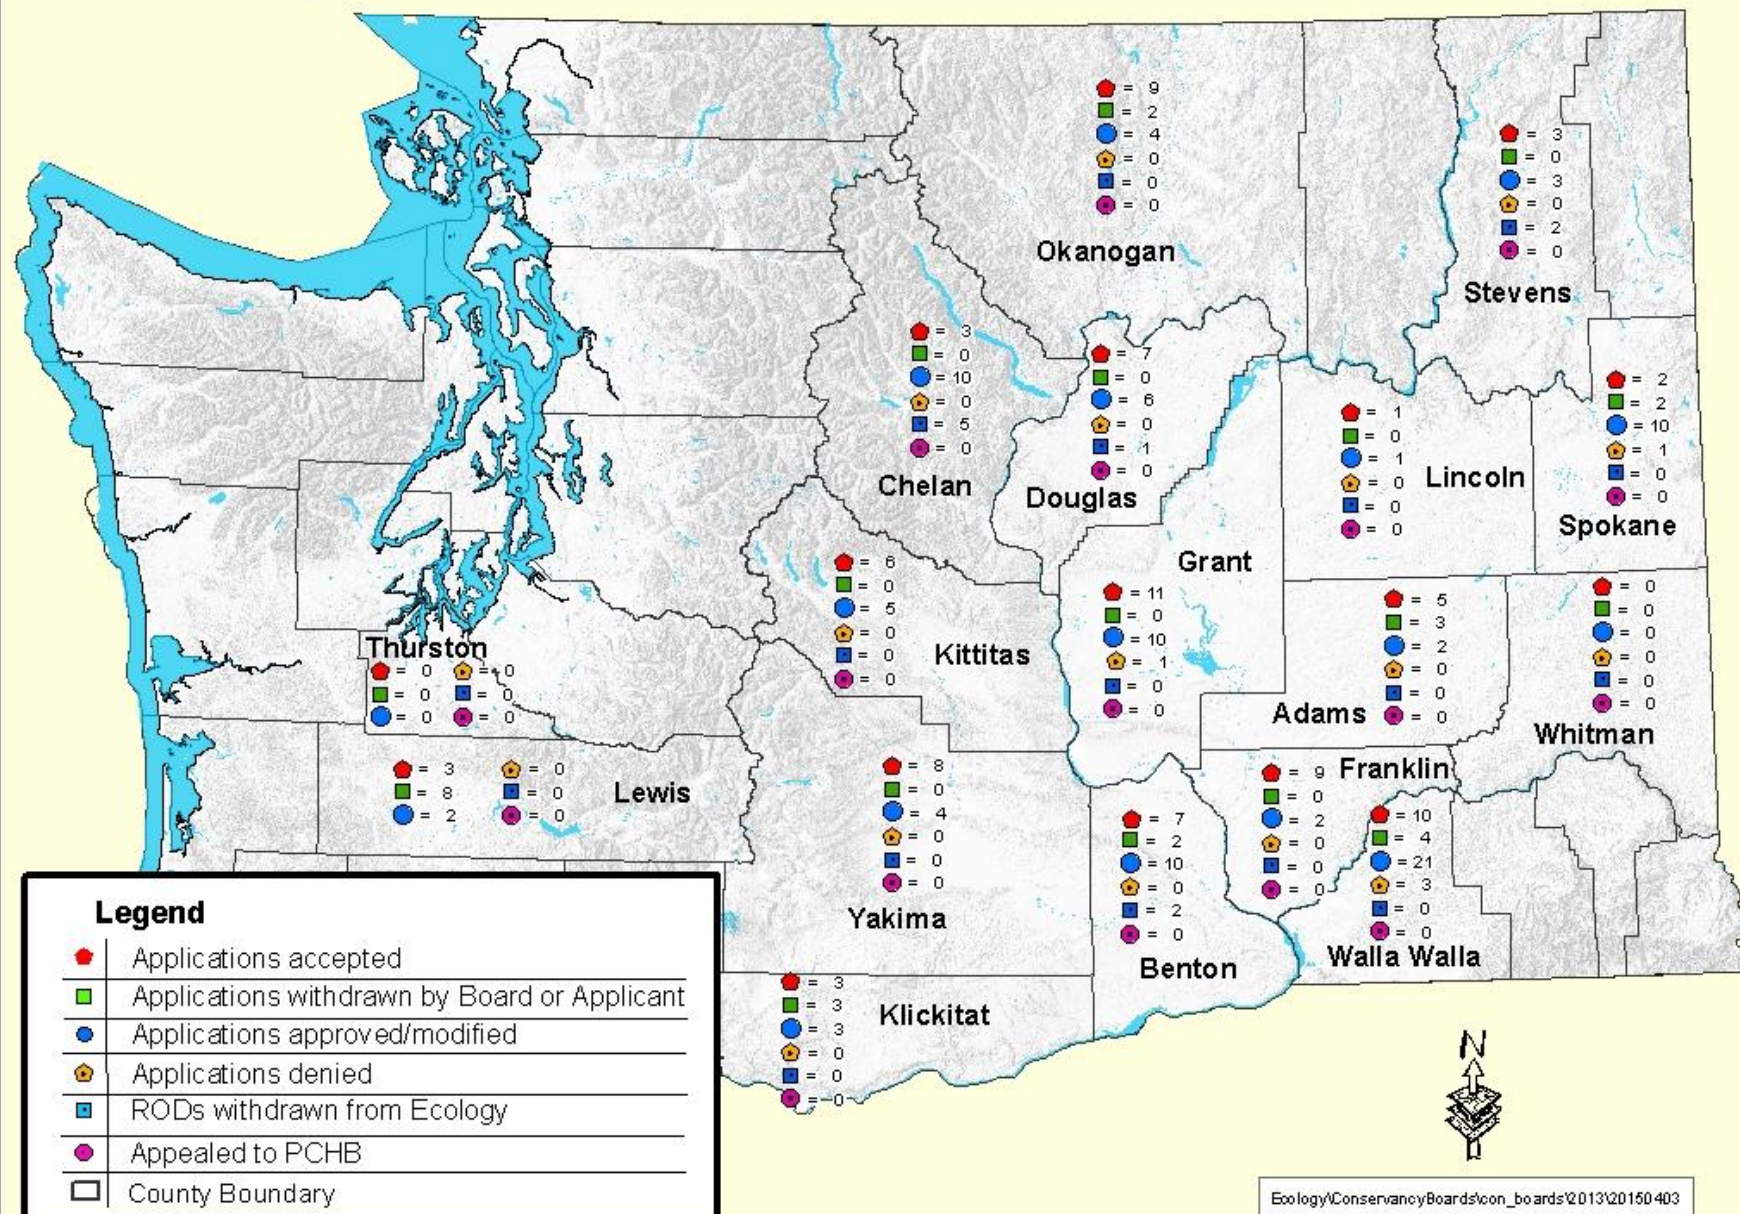 = 9
= 2
= 4
= 0
= 0
= 0
Okanogan
= 3
= 0
= 3
= 0
= 2
= 0
Stevens
= 3
= 0
= 10
= 0
= 5
= 0
Chelan
= 7
= 0
= 6
= 0
= 1
= 0
Douglas
= 1
= 0
= 1
= 0
= 0
= 0
Lincoln
= 2
= 2
= 10
= 1
= 0
= 0
Spokane
= 6
= 0
= 5
= 0
= 0
= 0
Kittitas
Grant
= 11
= 0
= 10
= 1
= 0
= 0
= 5
= 3
= 2
= 0
= 0
= 0
Adams
= 0
= 0
= 0
= 0
= 0
= 0
Whitman
Thurston
= 0 = 0
= 0 = 0
= 0 = 0
= 3 = 0
= 8 = 0
= 2 = 0
Lewis
= 8
= 0
= 4
= 0
= 0
= 0
Yakima
= 7
= 2
= 10
= 0
= 2
= 0
Benton
Franklin
= 9
= 0
= 2
= 0
= 0
= 0
= 10
= 4
= 21
= 3
= 0
= 0
Walla Walla
= 3
= 3
= 3
= 0
= 0
= 0
Klickitat
Legend
Applications accepted
Applications withdrawn by Board or Applicant
Applications approved/modified
Applications denied
RODs withdrawn from Ecology
Appealed to PCHB
County Boundary
N
Ecology\ConservancyBoards\con_boards\2013\20150403